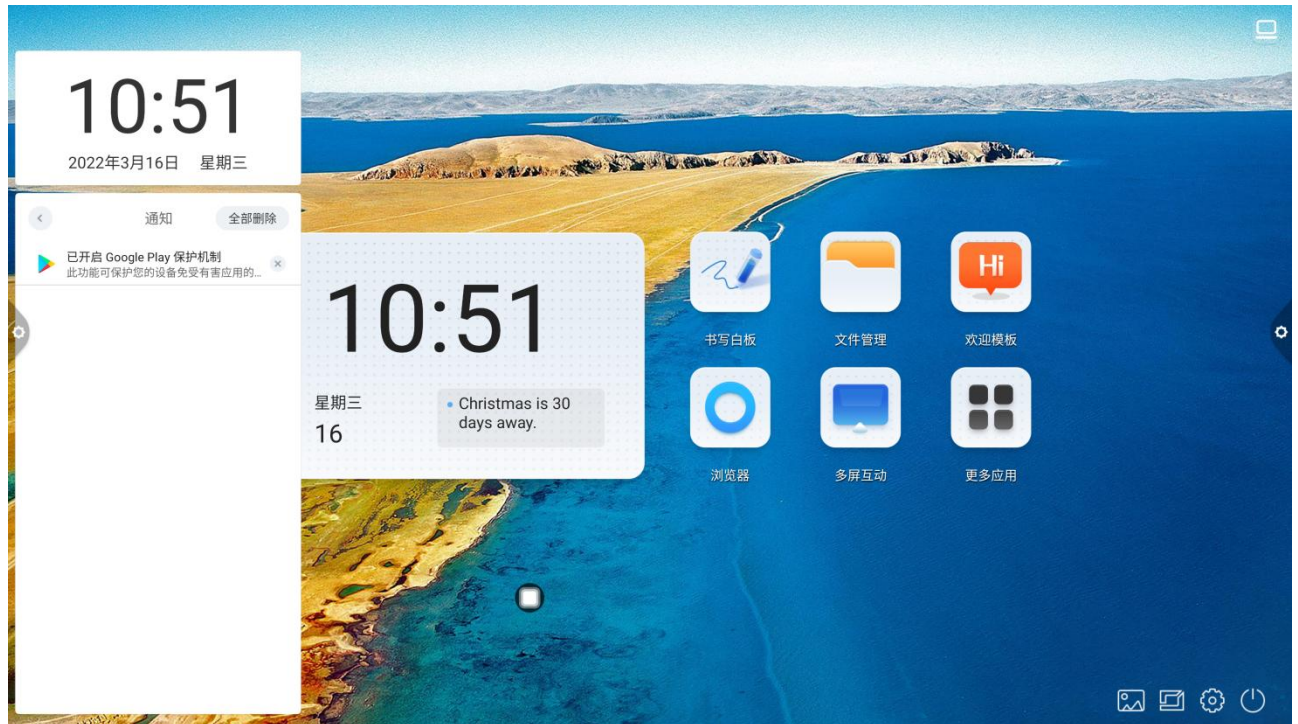 10:51
2022年3月16日 星期三
通知 全部删除
已开启 Google Play 保护机制
此功能可保护您的设备免受有害应用的...
10:51
星期三
16
• Christmas is 30
days away.
书写白板 文件管理 欢迎模板
Hi
浏览器 多屏互动 更多应用